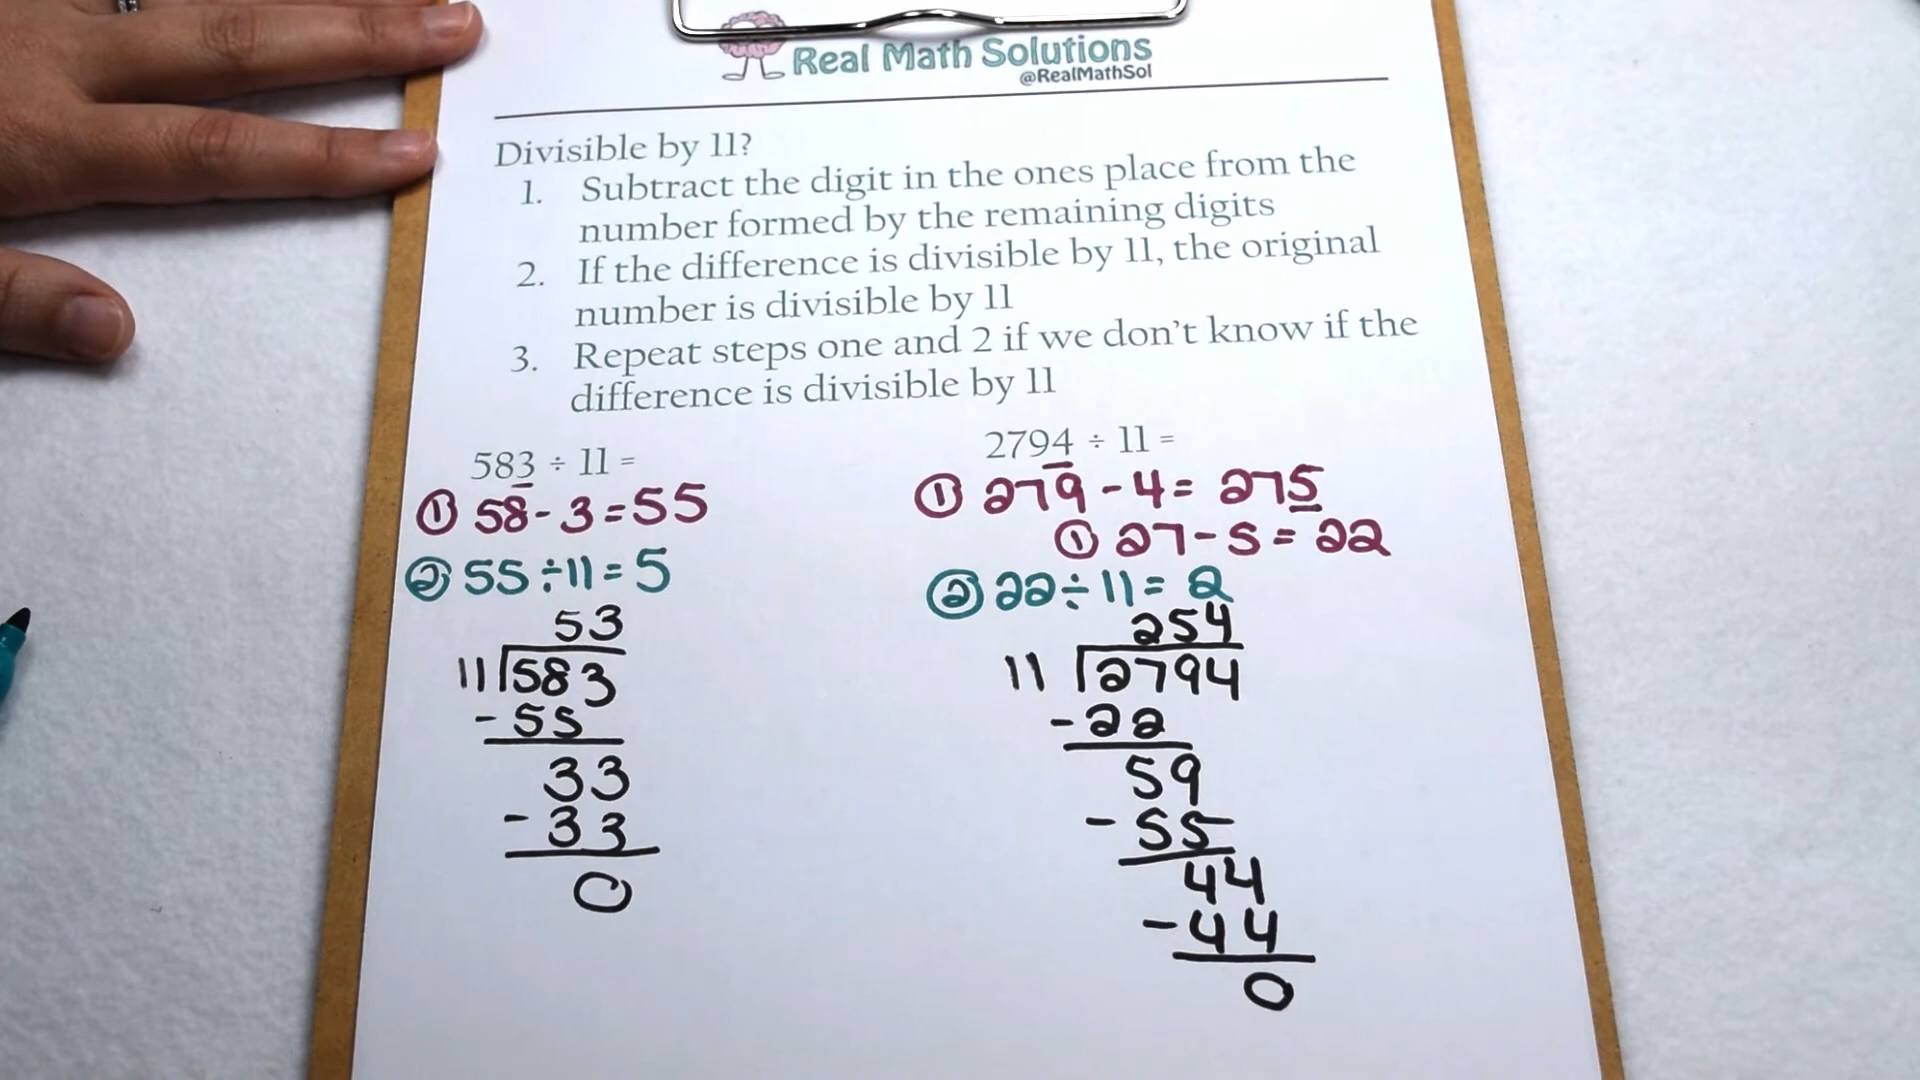 Real Math Solutions
@RealMathSol
Divisible by 11?
1. Subtract the digit in the ones place from the
number formed by the remaining digits
2. If the difference is divisible by 11, the original
number is divisible by 11
3. Repeat steps one and 2 if we don't know if the
difference is divisible by 11
583 ÷ 11 =
① 58 - 3 = 55
② 55 ÷ 11 = 5
53
11 583
- 55
33
- 33
0
2794 ÷ 11 =
① 279 - 4 = 275
① 27 - 5 = 22
② 22 ÷ 11 = 2
254
11 2794
- 22
59
- 55
44
- 44
0